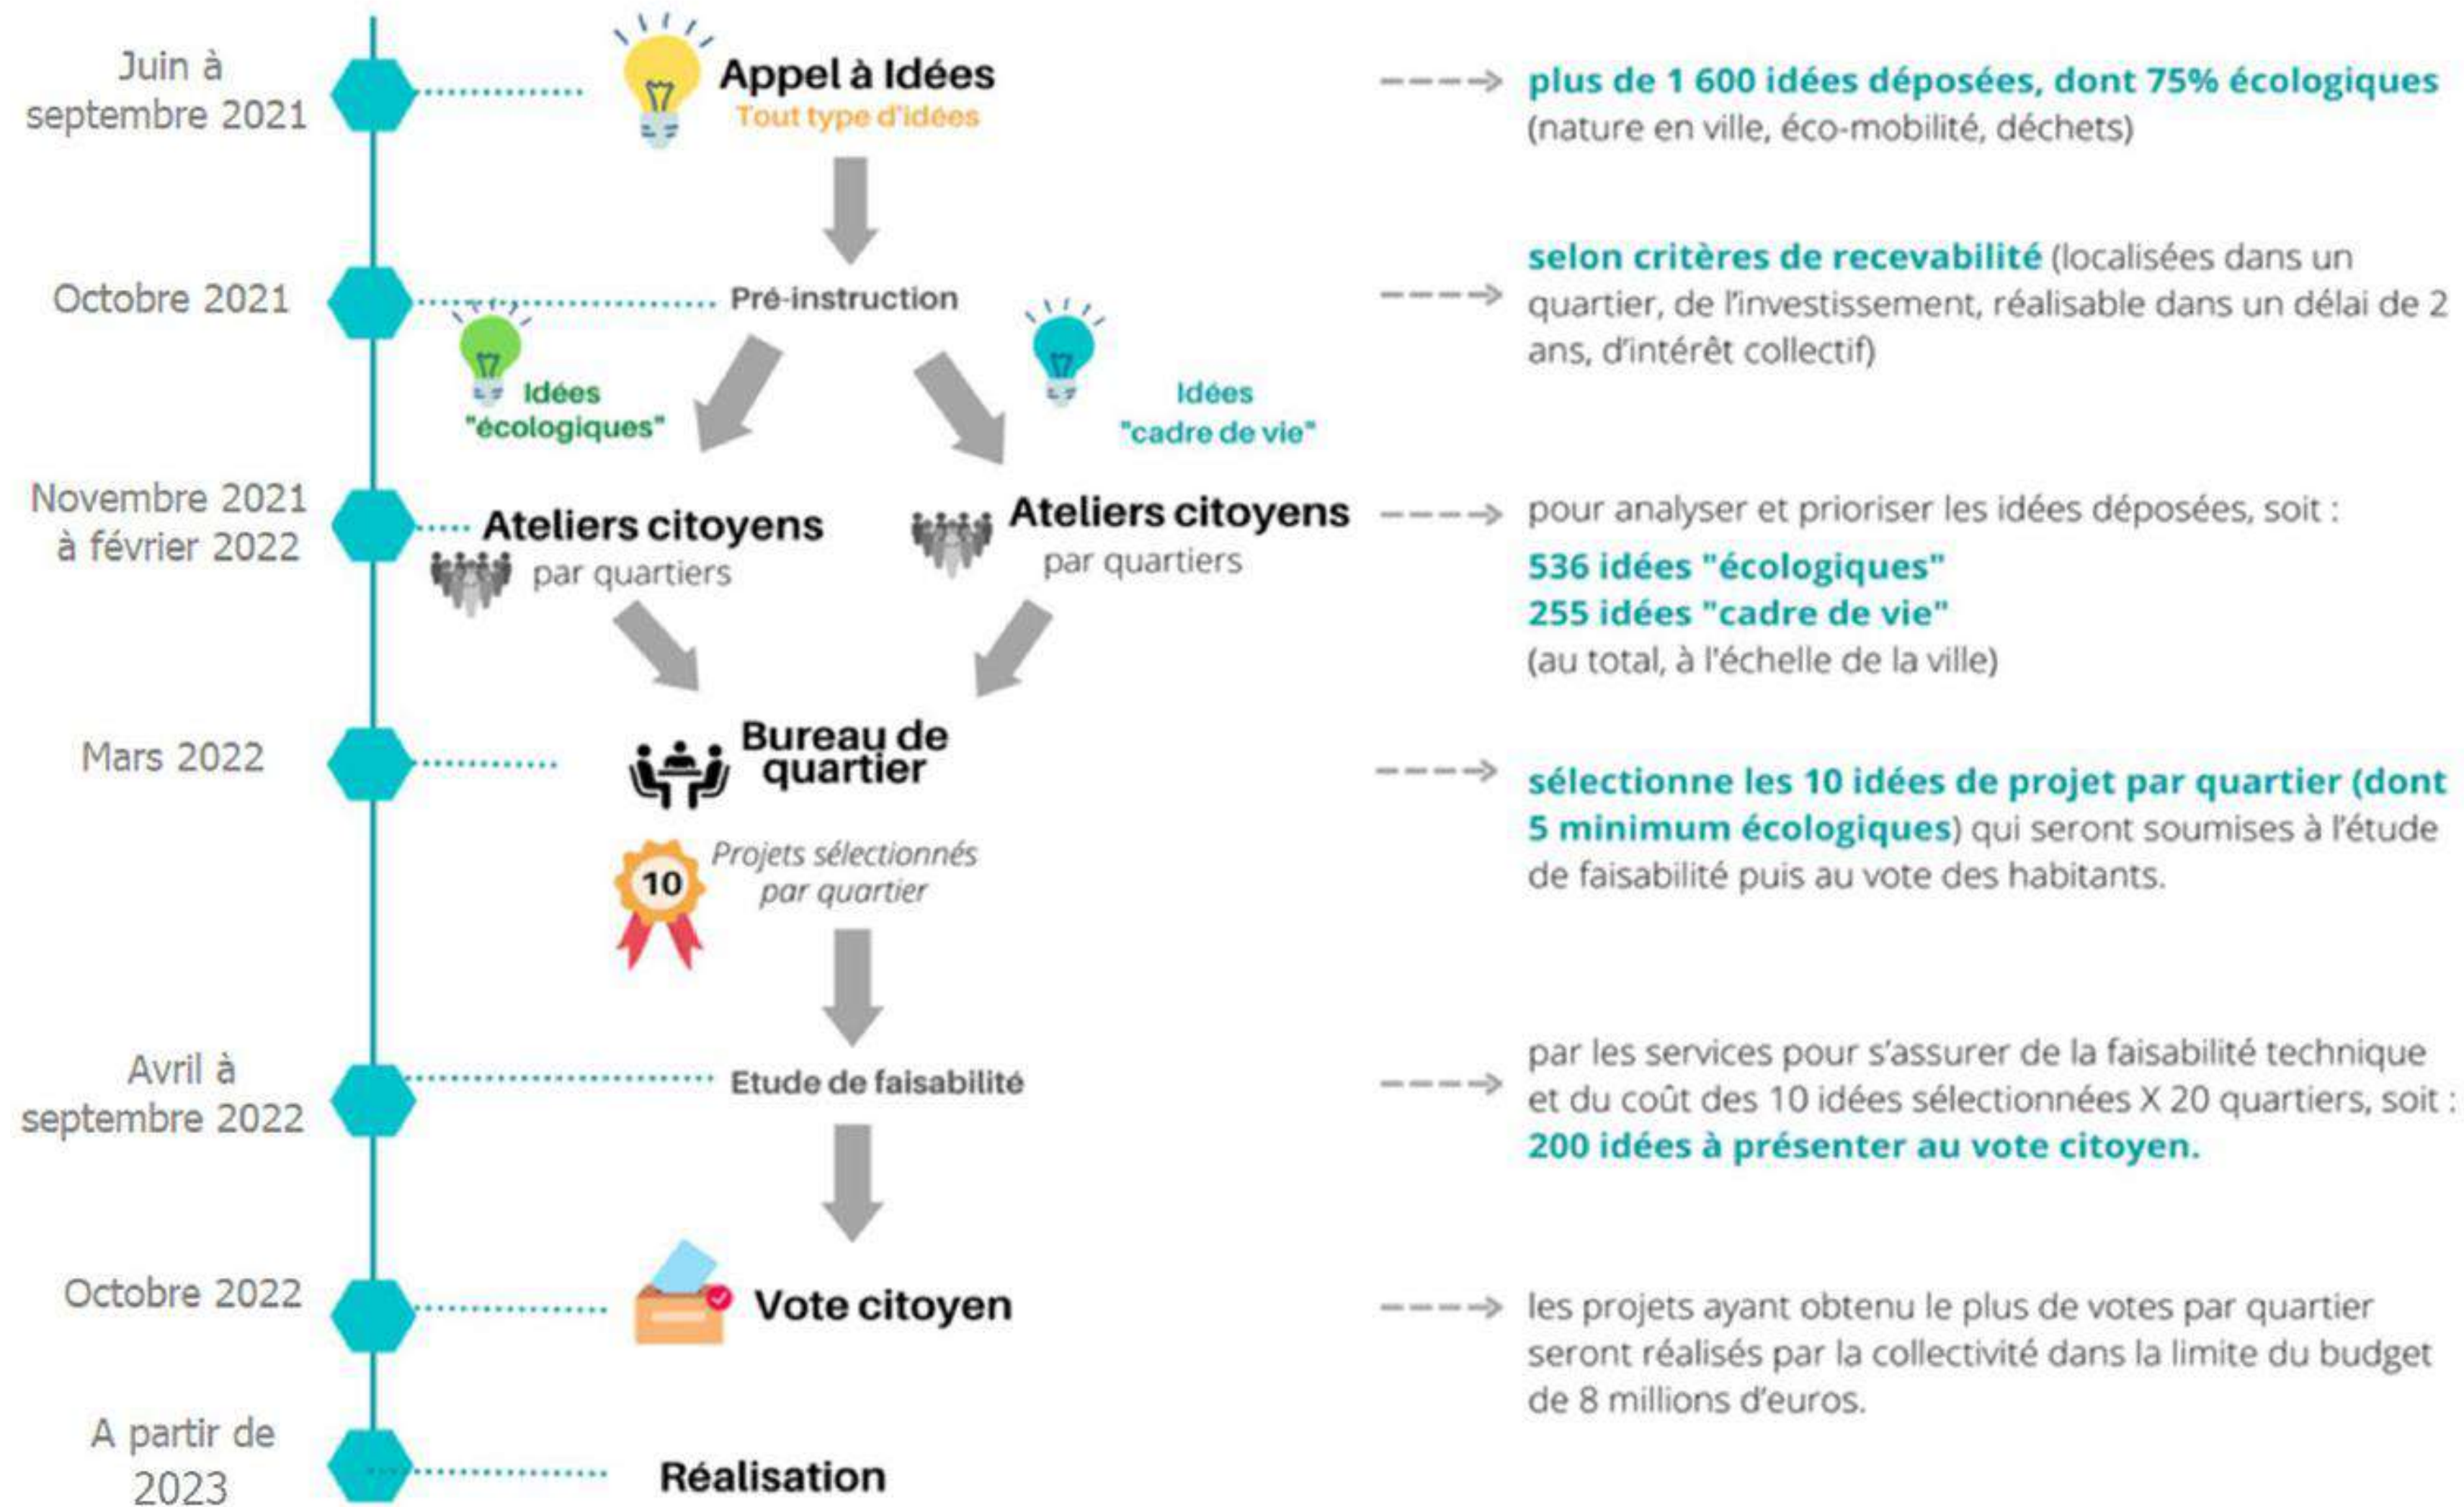 Juin à
septembre 2021
Appel à Idées
Tout type d'idées
plus de 1 600 idées déposées, dont 75% écologiques
(nature en ville, éco-mobilité, déchets)
Octobre 2021
Pré-instruction
selon critères de recevabilité (localisées dans un
quartier, de l'investissement, réalisable dans un délai de 2
ans, d'intérêt collectif)
Idées
"écologiques"
Idées
"cadre de vie"
Novembre 2021
à février 2022
Ateliers citoyens
par quartiers
Ateliers citoyens
par quartiers
pour analyser et prioriser les idées déposées, soit :
536 idées "écologiques"
255 idées "cadre de vie"
(au total, à l'échelle de la ville)
Mars 2022
Bureau de
quartier
10
Projets sélectionnés
par quartier
sélectionne les 10 idées de projet par quartier (dont
5 minimum écologiques) qui seront soumises à l'étude
de faisabilité puis au vote des habitants.
Avril à
septembre 2022
Etude de faisabilité
par les services pour s'assurer de la faisabilité technique
et du coût des 10 idées sélectionnées X 20 quartiers, soit :
200 idées à présenter au vote citoyen.
Octobre 2022
Vote citoyen
les projets ayant obtenu le plus de votes par quartier
seront réalisés par la collectivité dans la limite du budget
de 8 millions d'euros.
A partir de
2023
Réalisation